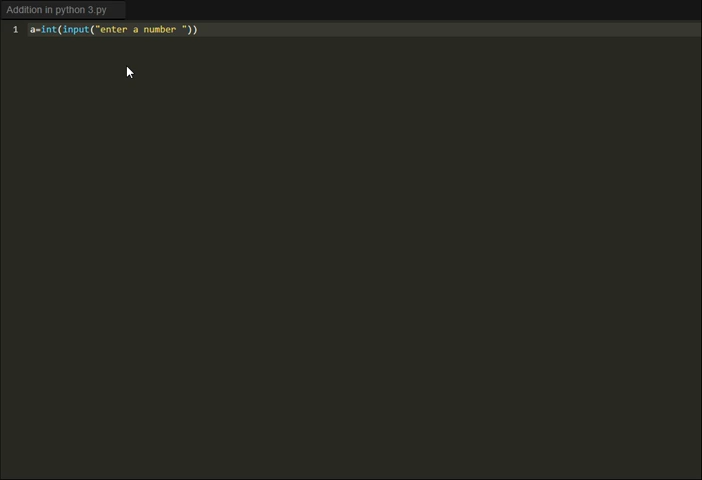 Addition in python 3.py
1 a=int(input("enter a number "))